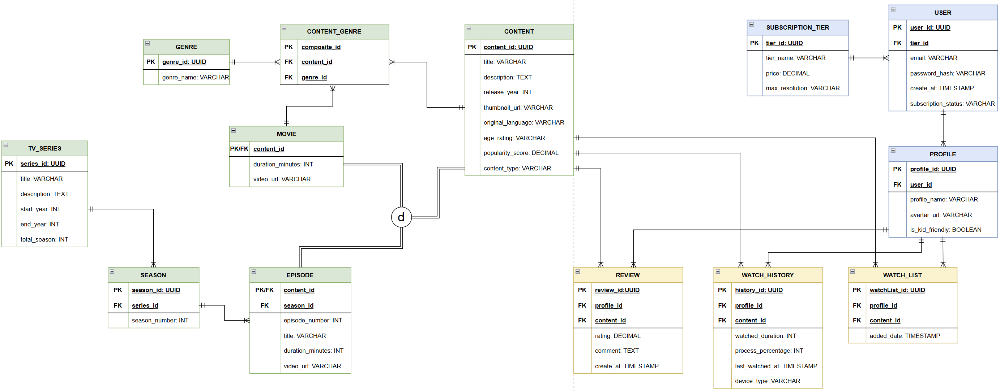 GENRE
PK genre_id: UUID
genre_name: VARCHAR
CONTENT_GENRE
PK composite_id
FK content_id
FK genre_id
CONTENT
PK content_id: UUID
title: VARCHAR
description: TEXT
release_year: INT
thumbnail_url: VARCHAR
original_language: VARCHAR
age_rating: VARCHAR
popularity_score: DECIMAL
content_type: VARCHAR
SUBSCRIPTION_TIER
PK tier_id: UUID
tier_name: VARCHAR
price: DECIMAL
max_resolution: VARCHAR
USER
PK user_id: UUID
FK tier_id
email: VARCHAR
password_hash: VARCHAR
create_at: TIMESTAMP
subscription_status: VARCHAR
TV_SERIES
PK series_id: UUID
title: VARCHAR
description: TEXT
start_year: INT
end_year: INT
total_season: INT
MOVIE
PK/FK content_id
duration_minutes: INT
video_url: VARCHAR
d
PROFILE
PK profile_id: UUID
FK user_id
profile_name: VARCHAR
avartar_url: VARCHAR
is_kid_friendly: BOOLEAN
SEASON
PK season_id: UUID
FK series_id
season_number: INT
EPISODE
PK/FK content_id
FK season_id
episode_number: INT
title: VARCHAR
duration_minutes: INT
video_url: VARCHAR
REVIEW
PK review_id:UUID
FK profile_id
FK content_id
rating: DECIMAL
comment: TEXT
create_at: TIMESTAMP
WATCH_HISTORY
PK history_id: UUID
FK profile_id
FK content_id
watched_duration: INT
process_percentage: INT
last_watched_at: TIMESTAMP
device_type: VARCHAR
WATCH_LIST
PK watchList_id: UUID
FK profile_id
FK content_id
added_date: TIMESTAMP